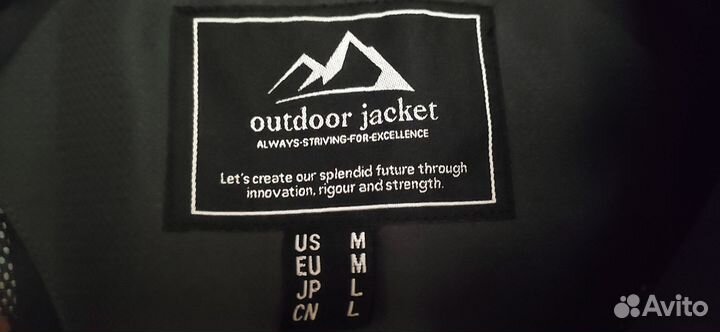 outdoor jacket
ALWAYS-STRIVING-FOR-EXCELLENCE
Let's create our splendid future through
innovation, rigour and strength.
US M
EU M
JP L
CN L
Avito